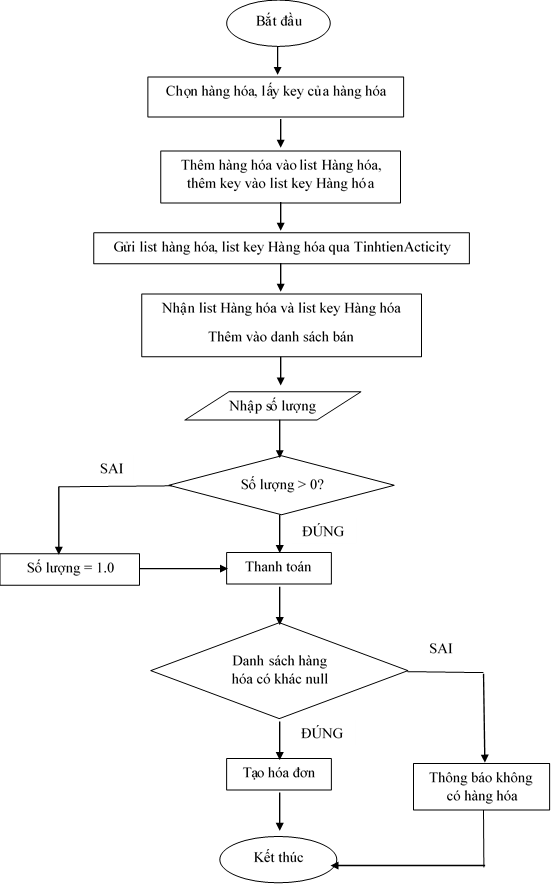 Bắt đầu
Chọn hàng hóa, lấy key của hàng hóa
Thêm hàng hóa vào list Hàng hóa,
thêm key vào list key Hàng hóa
Gửi list hàng hóa, list key Hàng hóa qua TinhtienActicity
Nhận list Hàng hóa và list key Hàng hóa
Thêm vào danh sách bán
Nhập số lượng
SAI
Số lượng > 0?
ĐÚNG
Số lượng = 1.0
Thanh toán
SAI
Danh sách hàng
hóa có khác null
ĐÚNG
Tạo hóa đơn
Thông báo không
có hàng hóa
Kết thúc